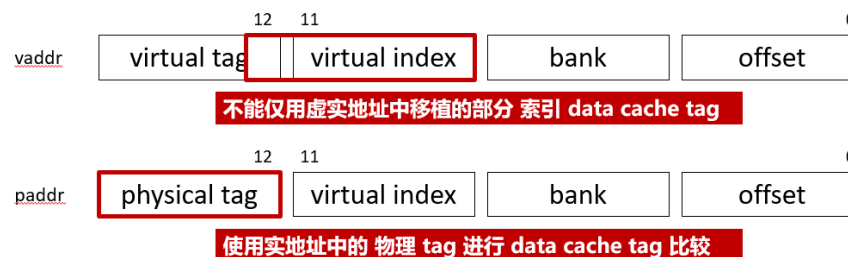 12 11
vaddr virtual tag virtual index bank offset
不能仅用虚实地址中移植的部分 索引 data cache tag
12 11
paddr physical tag virtual index bank offset
使用实地址中的 物理 tag 进行 data cache tag 比较